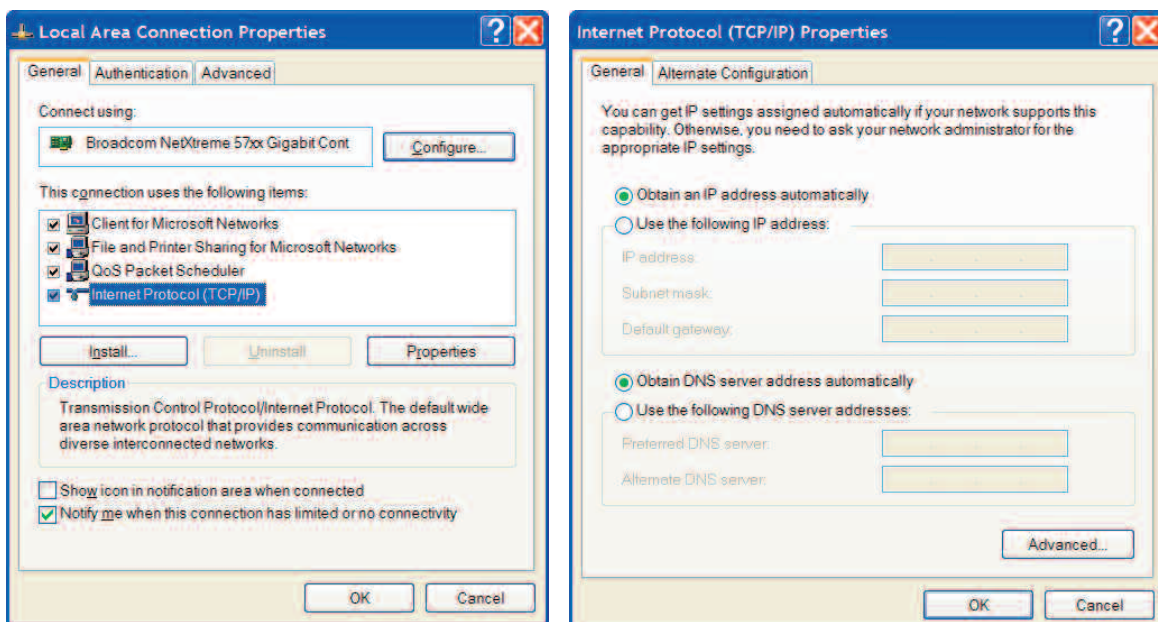 Local Area Connection Properties
General Authentication Advanced
Connect using:
Broadcom NetXtreme 57xx Gigabit Cont
Configure...
This connection uses the following items:
Client for Microsoft Networks
File and Printer Sharing for Microsoft Networks
QoS Packet Scheduler
Internet Protocol (TCP/IP)
Install... Uninstall Properties
Description
Transmission Control Protocol/Internet Protocol. The default wide
area network protocol that provides communication across
diverse interconnected networks.
Show icon in notification area when connected
Notify me when this connection has limited or no connectivity
OK Cancel
Internet Protocol (TCP/IP) Properties
General Alternate Configuration
You can get IP settings assigned automatically if your network supports this
capability. Otherwise, you need to ask your network administrator for the
appropriate IP settings.
Obtain an IP address automatically
Use the following IP address:
IP address:
Subnet mask:
Default gateway:
Obtain DNS server address automatically
Use the following DNS server addresses:
Preferred DNS server:
Alternate DNS server:
Advanced...
OK Cancel